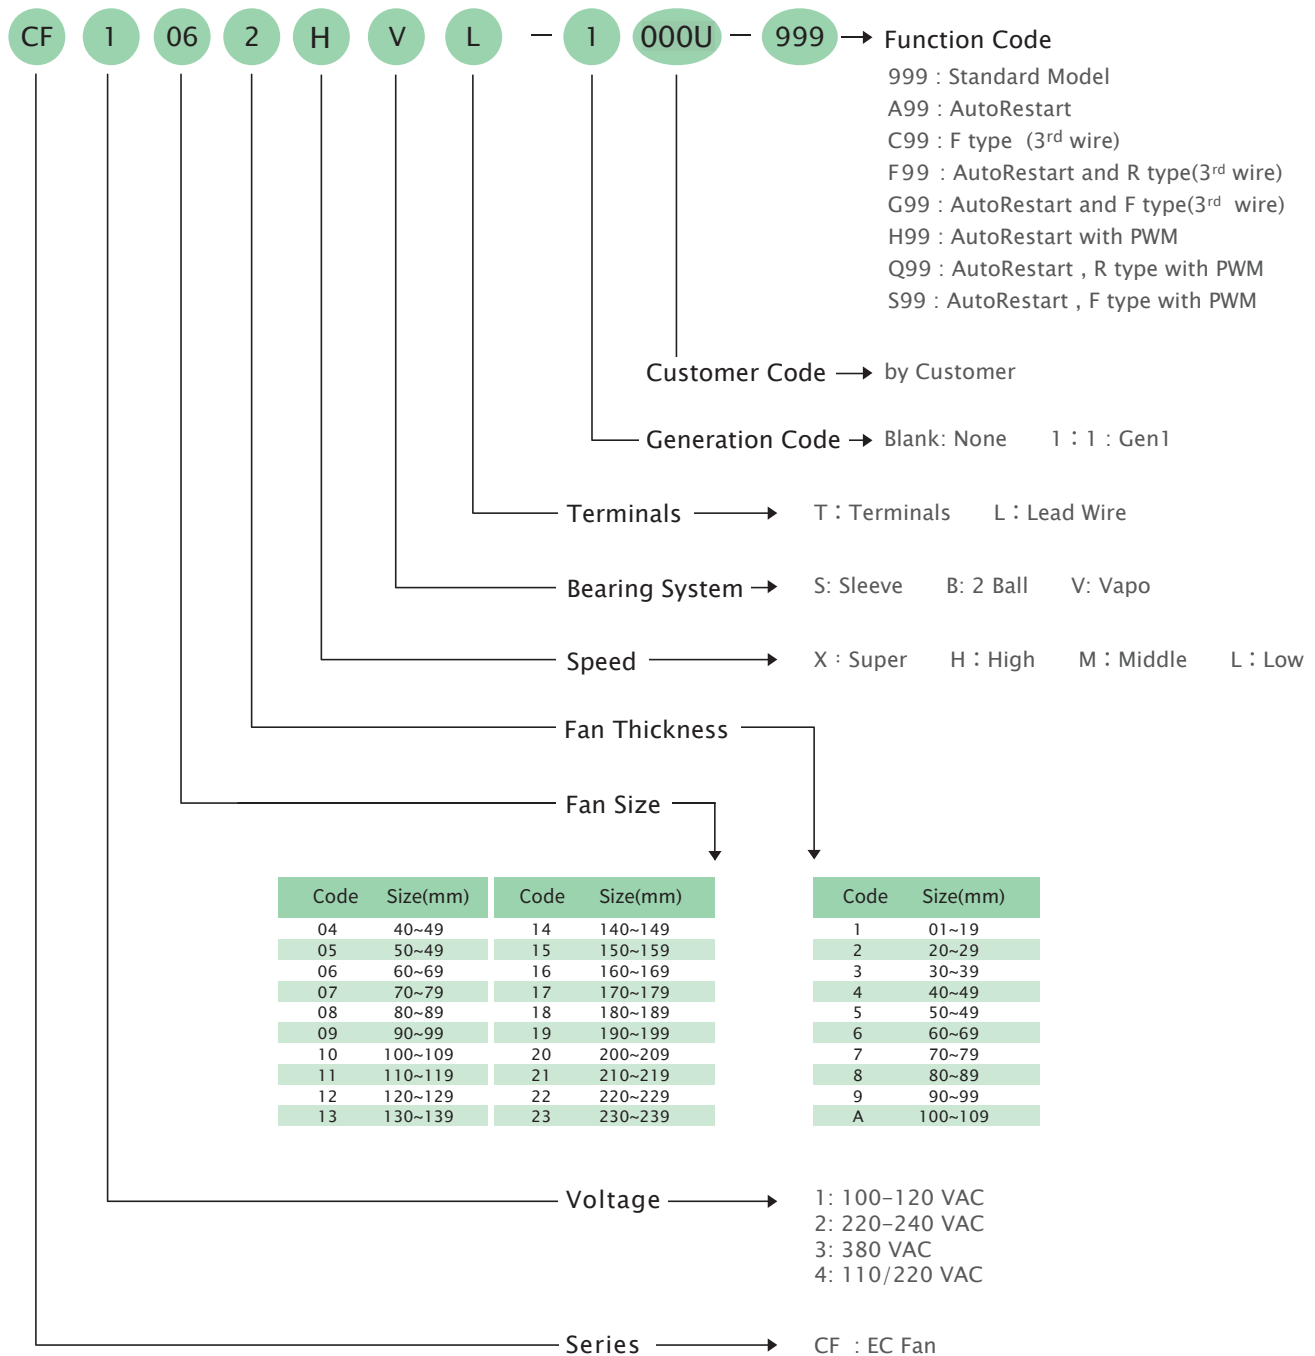 CF 1 06 2 H V L – 1 000U – 999 Function Code
999 : Standard Model
A99 : AutoRestart
C99 : F type (3rd wire)
F99 : AutoRestart and R type(3rd wire)
G99 : AutoRestart and F type(3rd wire)
H99 : AutoRestart with PWM
Q99 : AutoRestart , R type with PWM
S99 : AutoRestart , F type with PWM
Customer Code by Customer
Generation Code Blank: None 1：1 : Gen1
Terminals T：Terminals L：Lead Wire
Bearing System S: Sleeve B: 2 Ball V: Vapo
Speed X：Super H：High M：Middle L：Low
Fan Thickness
Fan Size
Code Size(mm) Code Size(mm) Code Size(mm)
04 40~49 14 140~149 1 01~19
05 50~49 15 150~159 2 20~29
06 60~69 16 160~169 3 30~39
07 70~79 17 170~179 4 40~49
08 80~89 18 180~189 5 50~49
09 90~99 19 190~199 6 60~69
10 100~109 20 200~209 7 70~79
11 110~119 21 210~219 8 80~89
12 120~129 22 220~229 9 90~99
13 130~139 23 230~239 A 100~109
Voltage 1: 100–120 VAC
2: 220–240 VAC
3: 380 VAC
4: 110/220 VAC
Series CF : EC Fan